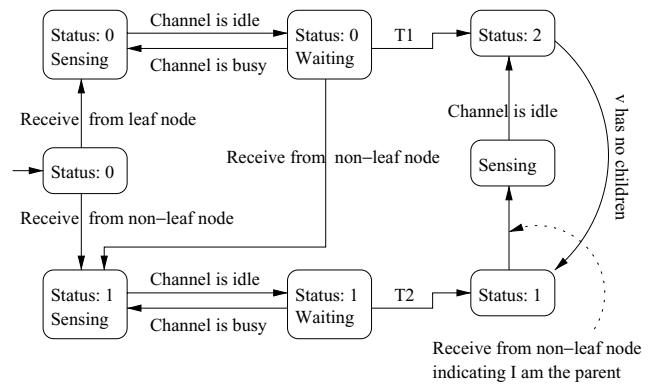 Status: 0
Sensing
Channel is idle
Channel is busy
Status: 0
Waiting
T1
Status: 2
Receive from leaf node
Channel is idle
v has no children
Status: 0
Receive from non−leaf node
Sensing
Receive from non−leaf node
Status: 1
Sensing
Channel is idle
Channel is busy
Status: 1
Waiting
T2
Status: 1
Receive from non−leaf node
indicating I am the parent